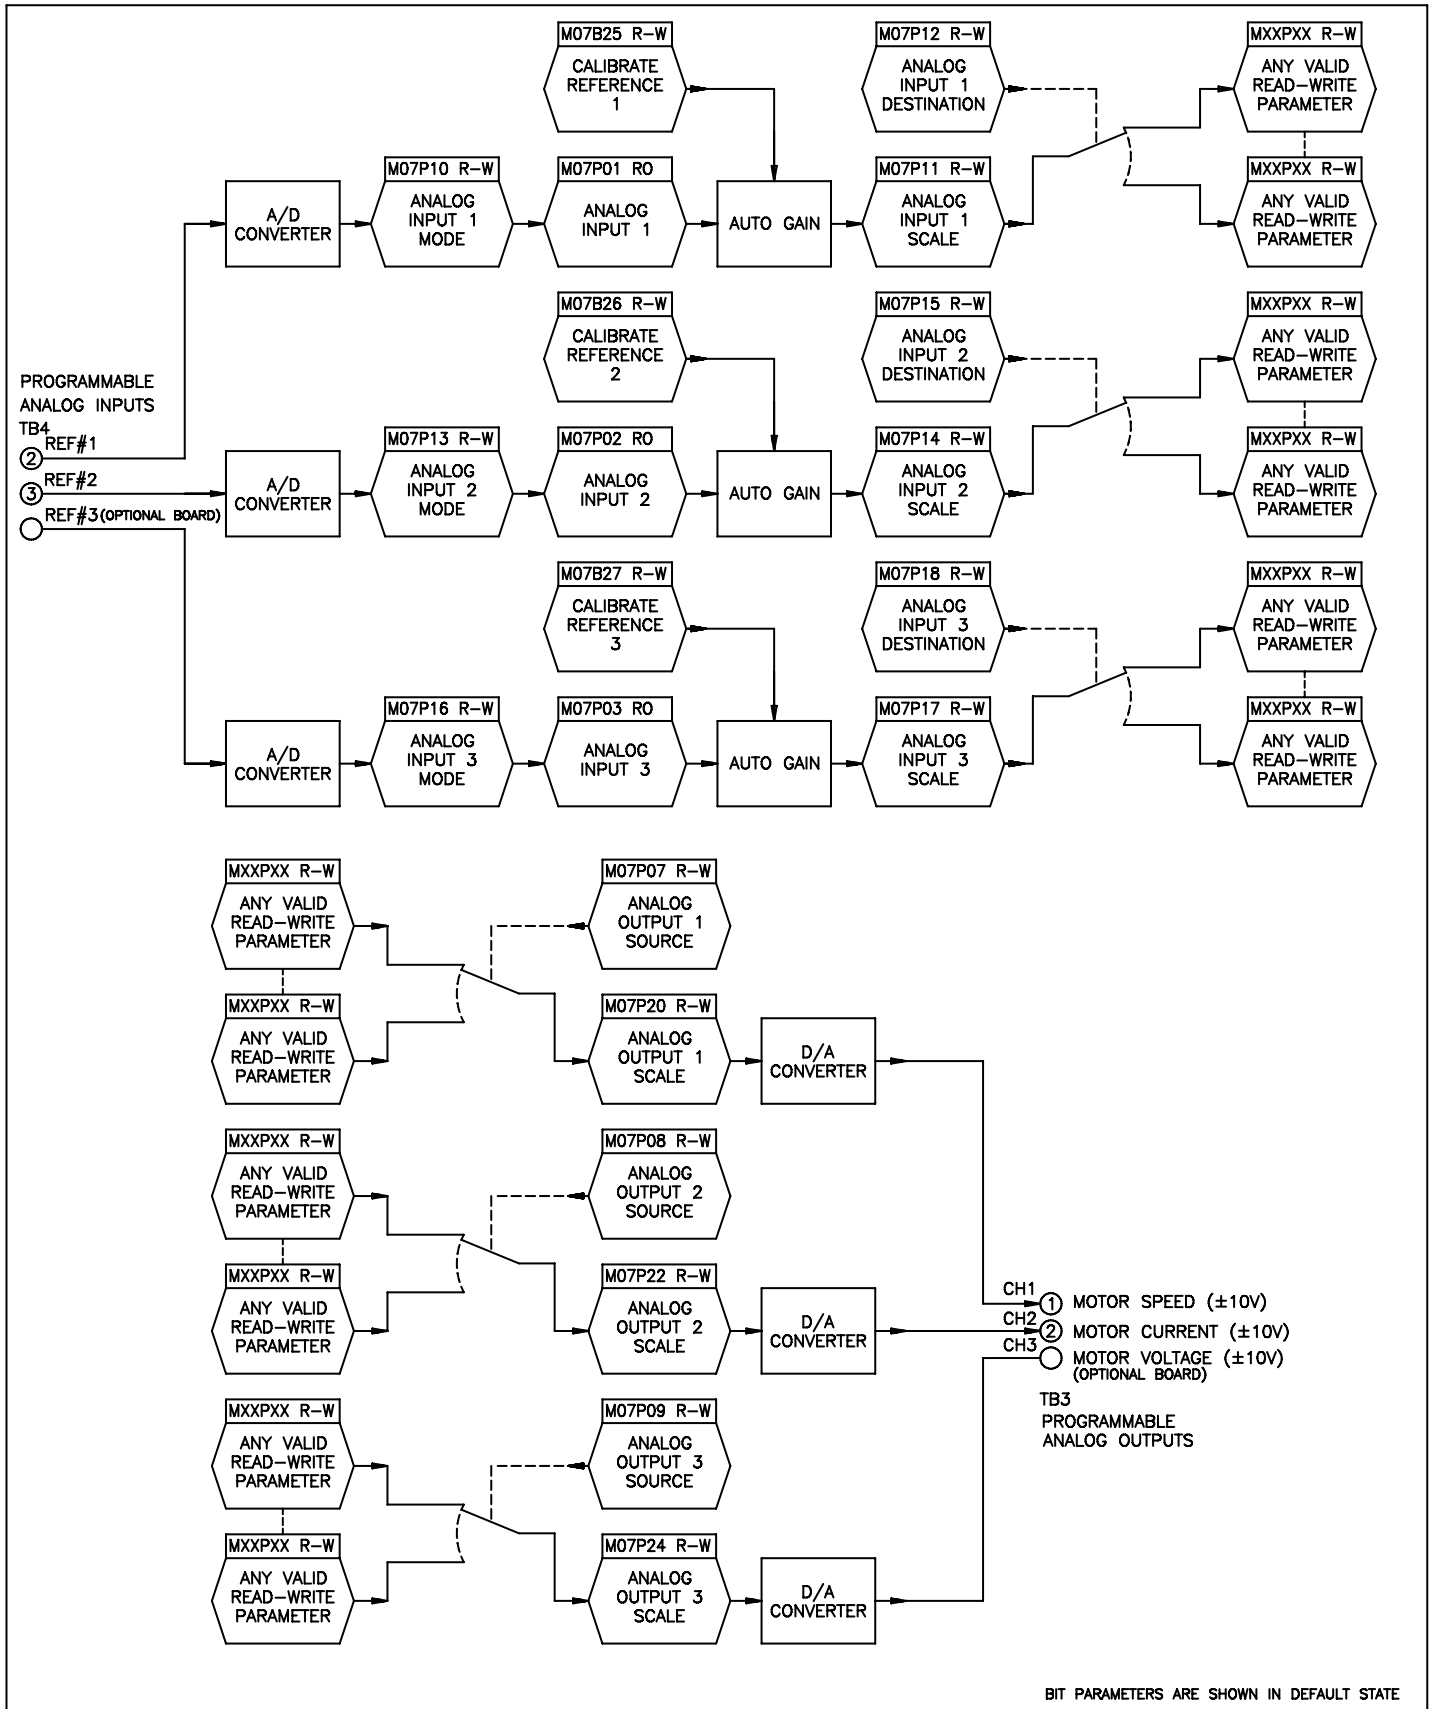 M07B25 R-W
CALIBRATE
REFERENCE
1
M07P12 R-W
ANALOG
INPUT 1
DESTINATION
MXXPXX R-W
ANY VALID
READ-WRITE
PARAMETER
A/D
CONVERTER
M07P10 R-W
ANALOG
INPUT 1
MODE
M07P01 RO
ANALOG
INPUT 1
AUTO GAIN
M07P11 R-W
ANALOG
INPUT 1
SCALE
MXXPXX R-W
ANY VALID
READ-WRITE
PARAMETER
M07B26 R-W
CALIBRATE
REFERENCE
2
M07P15 R-W
ANALOG
INPUT 2
DESTINATION
MXXPXX R-W
ANY VALID
READ-WRITE
PARAMETER
PROGRAMMABLE
ANALOG INPUTS
TB4
2 REF#1
3 REF#2
REF#3 (OPTIONAL BOARD)
A/D
CONVERTER
M07P13 R-W
ANALOG
INPUT 2
MODE
M07P02 RO
ANALOG
INPUT 2
AUTO GAIN
M07P14 R-W
ANALOG
INPUT 2
SCALE
MXXPXX R-W
ANY VALID
READ-WRITE
PARAMETER
M07B27 R-W
CALIBRATE
REFERENCE
3
M07P18 R-W
ANALOG
INPUT 3
DESTINATION
MXXPXX R-W
ANY VALID
READ-WRITE
PARAMETER
A/D
CONVERTER
M07P16 R-W
ANALOG
INPUT 3
MODE
M07P03 RO
ANALOG
INPUT 3
AUTO GAIN
M07P17 R-W
ANALOG
INPUT 3
SCALE
MXXPXX R-W
ANY VALID
READ-WRITE
PARAMETER
MXXPXX R-W
ANY VALID
READ-WRITE
PARAMETER
M07P07 R-W
ANALOG
OUTPUT 1
SOURCE
MXXPXX R-W
ANY VALID
READ-WRITE
PARAMETER
M07P20 R-W
ANALOG
OUTPUT 1
SCALE
D/A
CONVERTER
MXXPXX R-W
ANY VALID
READ-WRITE
PARAMETER
M07P08 R-W
ANALOG
OUTPUT 2
SOURCE
MXXPXX R-W
ANY VALID
READ-WRITE
PARAMETER
M07P22 R-W
ANALOG
OUTPUT 2
SCALE
D/A
CONVERTER
CH1 1 MOTOR SPEED (±10V)
CH2 2 MOTOR CURRENT (±10V)
CH3 MOTOR VOLTAGE (±10V)
(OPTIONAL BOARD)
TB3
PROGRAMMABLE
ANALOG OUTPUTS
MXXPXX R-W
ANY VALID
READ-WRITE
PARAMETER
M07P09 R-W
ANALOG
OUTPUT 3
SOURCE
MXXPXX R-W
ANY VALID
READ-WRITE
PARAMETER
M07P24 R-W
ANALOG
OUTPUT 3
SCALE
D/A
CONVERTER
BIT PARAMETERS ARE SHOWN IN DEFAULT STATE